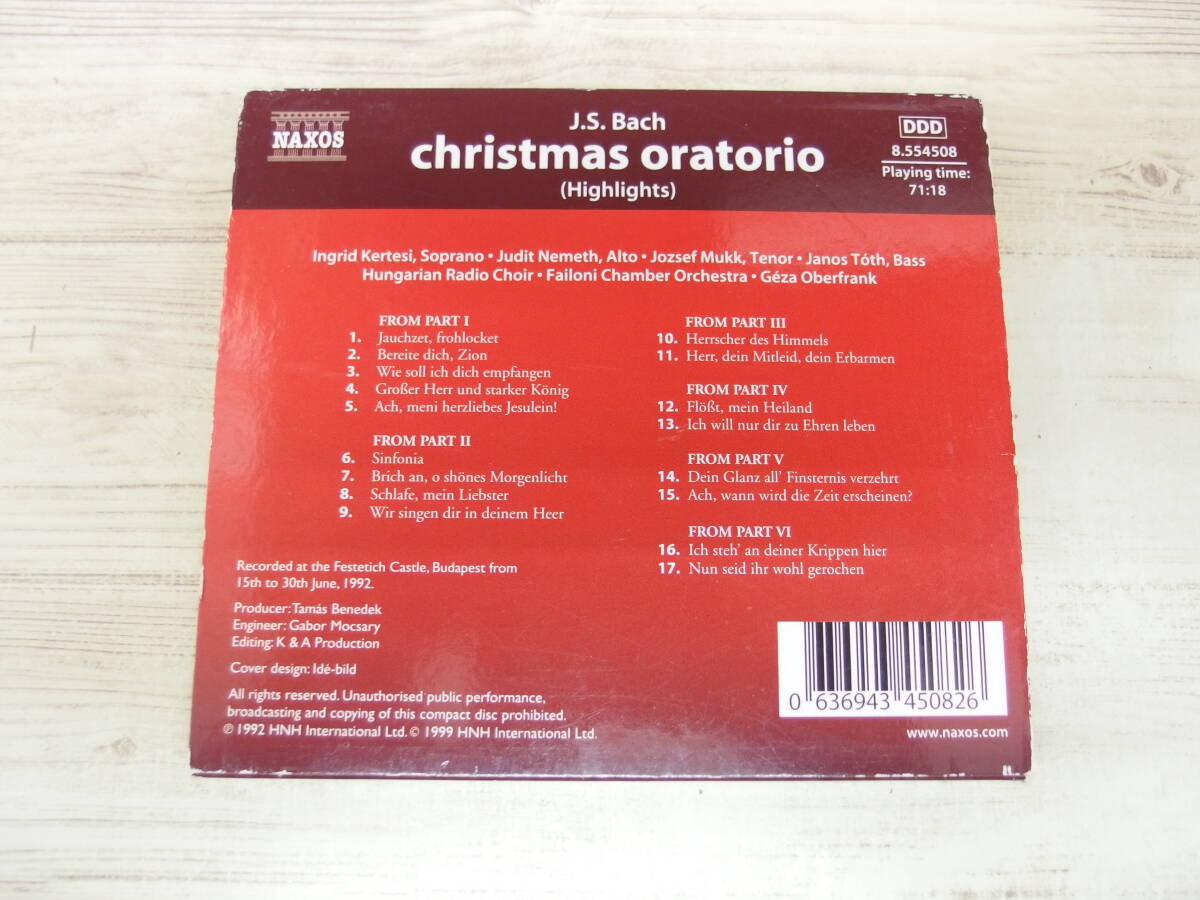 NAXOS
J.S. Bach
christmas oratorio
(Highlights)
DDD
8.554508
Playing time:
71:18
Ingrid Kertesi, Soprano • Judit Nemeth, Alto • Jozsef Mukk, Tenor • Janos Tóth, Bass
Hungarian Radio Choir • Failoni Chamber Orchestra • Géza Oberfrank
FROM PART I
1. Jauchzet, frohlocket
2. Bereite dich, Zion
3. Wie soll ich dich empfangen
4. Großer Herr und starker König
5. Ach, meni herzliebes Jesulein!
FROM PART II
6. Sinfonia
7. Brich an, o shönes Morgenlicht
8. Schlafe, mein Liebster
9. Wir singen dir in deinem Heer
FROM PART III
10. Herrscher des Himmels
11. Herr, dein Mitleid, dein Erbarmen
FROM PART IV
12. Flößt, mein Heiland
13. Ich will nur dir zu Ehren leben
FROM PART V
14. Dein Glanz all' Finsternis verzehrt
15. Ach, wann wird die Zeit erscheinen?
FROM PART VI
16. Ich steh' an deiner Krippen hier
17. Nun seid ihr wohl gerochen
Recorded at the Festetich Castle, Budapest from
15th to 30th June, 1992.
Producer: Tamás Benedek
Engineer: Gabor Mocsary
Editing: K & A Production
Cover design: Idé-bild
All rights reserved. Unauthorised public performance,
broadcasting and copying of this compact disc prohibited.
℗ 1992 HNH International Ltd. © 1999 HNH International Ltd.
0 636943 450826
www.naxos.com